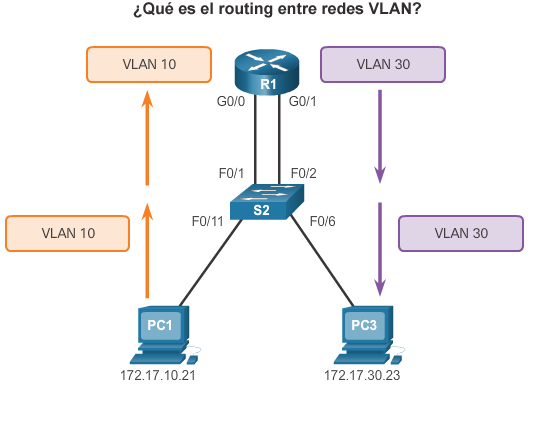 ¿Qué es el routing entre redes VLAN?
VLAN 10
VLAN 30
R1
G0/0
G0/1
F0/1
F0/2
S2
F0/11
F0/6
VLAN 10
VLAN 30
PC1
PC3
172.17.10.21
172.17.30.23